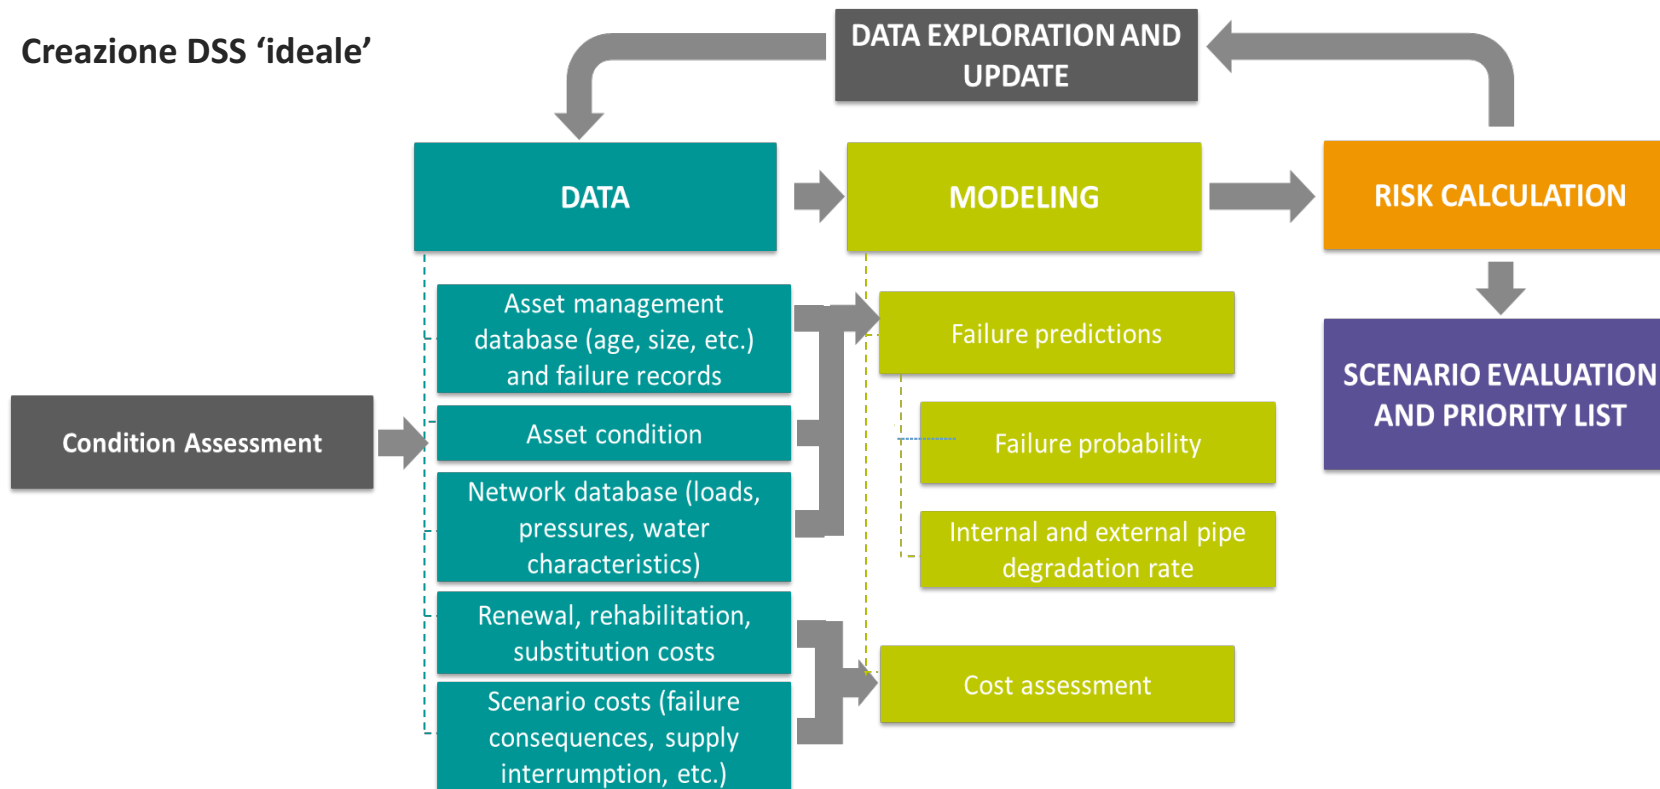 Creazione DSS ‘ideale’
DATA EXPLORATION AND
UPDATE
DATA
MODELING
RISK CALCULATION
Condition Assessment
Asset management
database (age, size, etc.)
and failure records
Asset condition
Network database (loads,
pressures, water
characteristics)
Renewal, rehabilitation,
substitution costs
Scenario costs (failure
consequences, supply
interrumption, etc.)
Failure predictions
Failure probability
Internal and external pipe
degradation rate
Cost assessment
SCENARIO EVALUATION
AND PRIORITY LIST